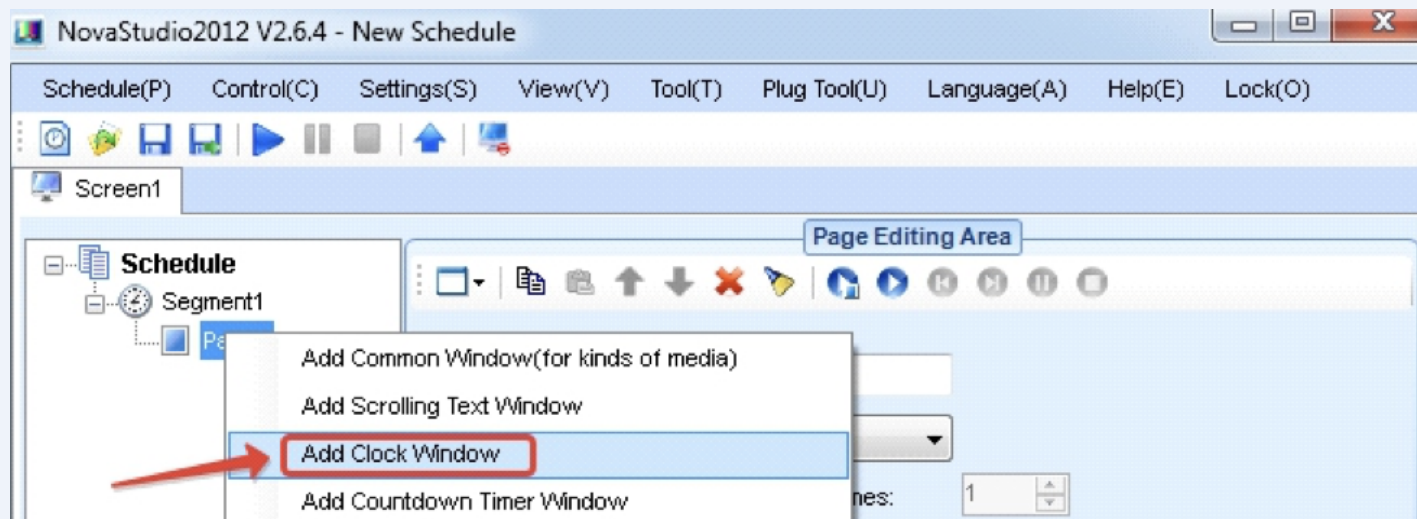 NovaStudio2012 V2.6.4 - New Schedule
Schedule(P) Control(C) Settings(S) View(V) Tool(T) Plug Tool(U) Language(A) Help(E) Lock(O)
Screen1
Page Editing Area
Schedule
Segment1
Add Common Window(for kinds of media)
Add Scrolling Text Window
Add Clock Window
Add Countdown Timer Window
1